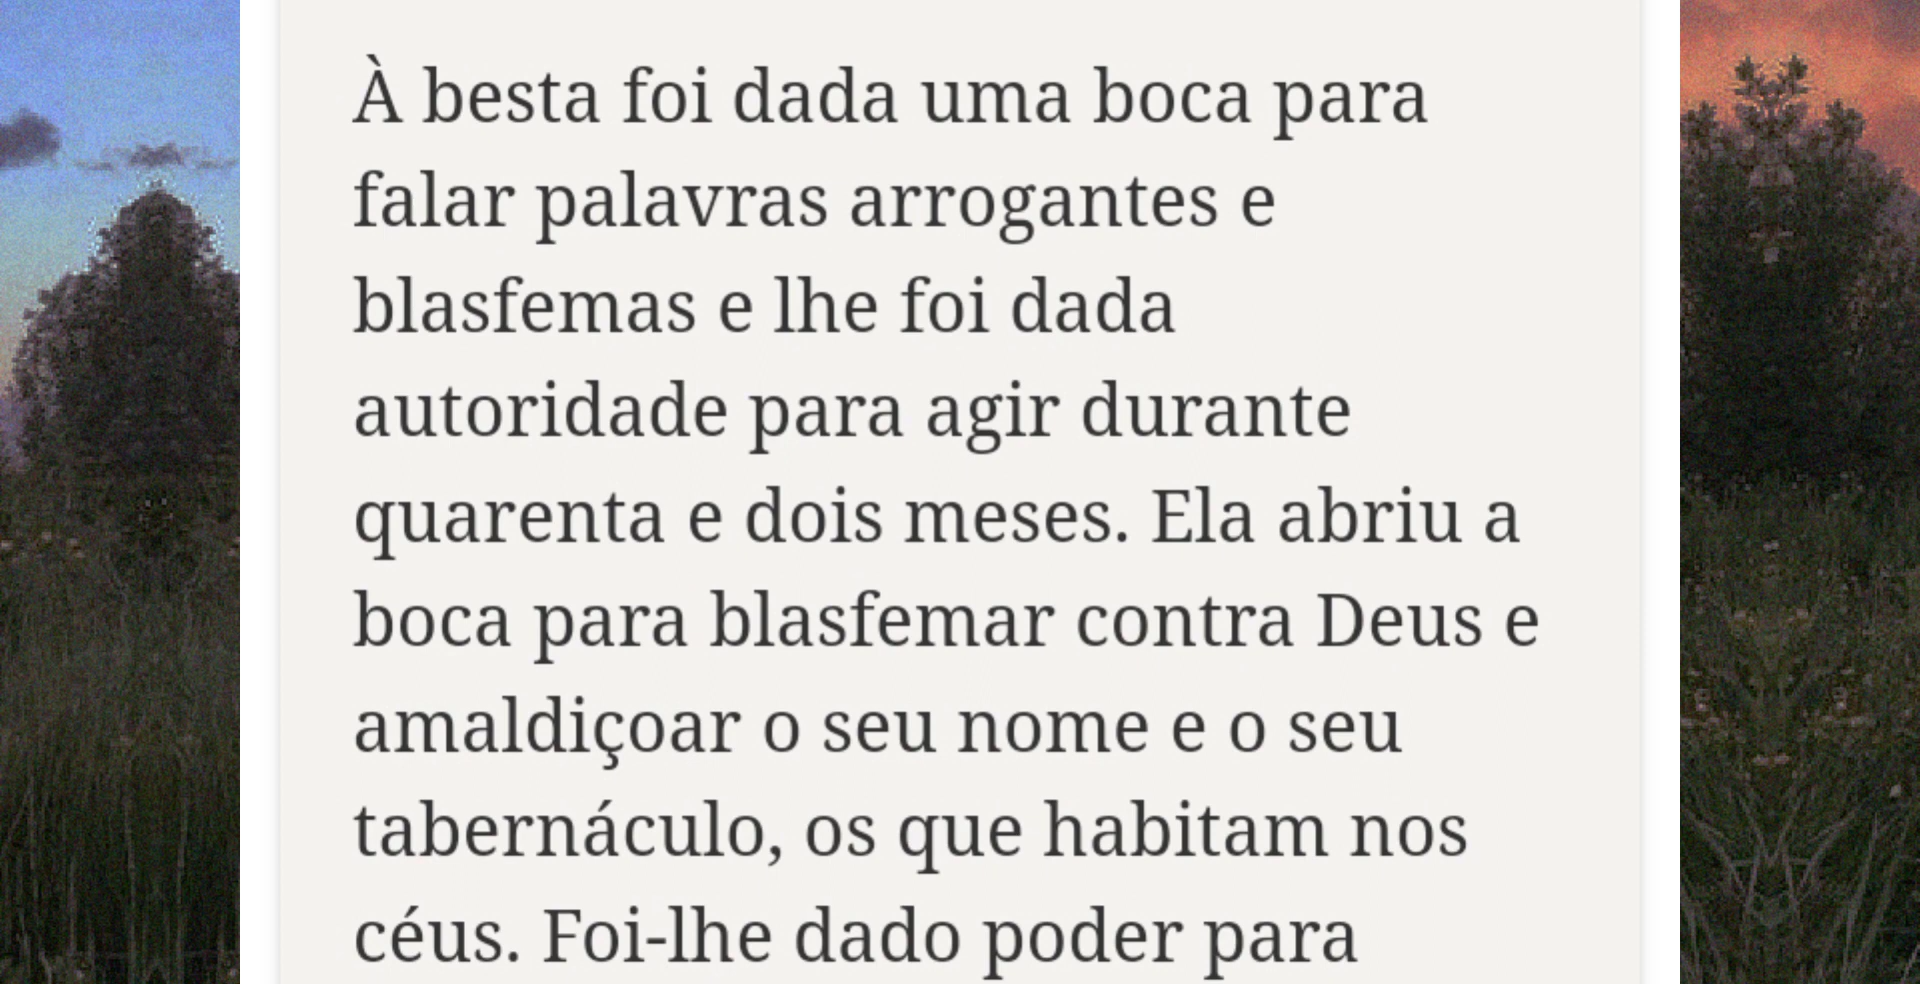 À besta foi dada uma boca para
falar palavras arrogantes e
blasfemas e lhe foi dada
autoridade para agir durante
quarenta e dois meses. Ela abriu a
boca para blasfemar contra Deus e
amaldiçoar o seu nome e o seu
tabernáculo, os que habitam nos
céus. Foi-lhe dado poder para